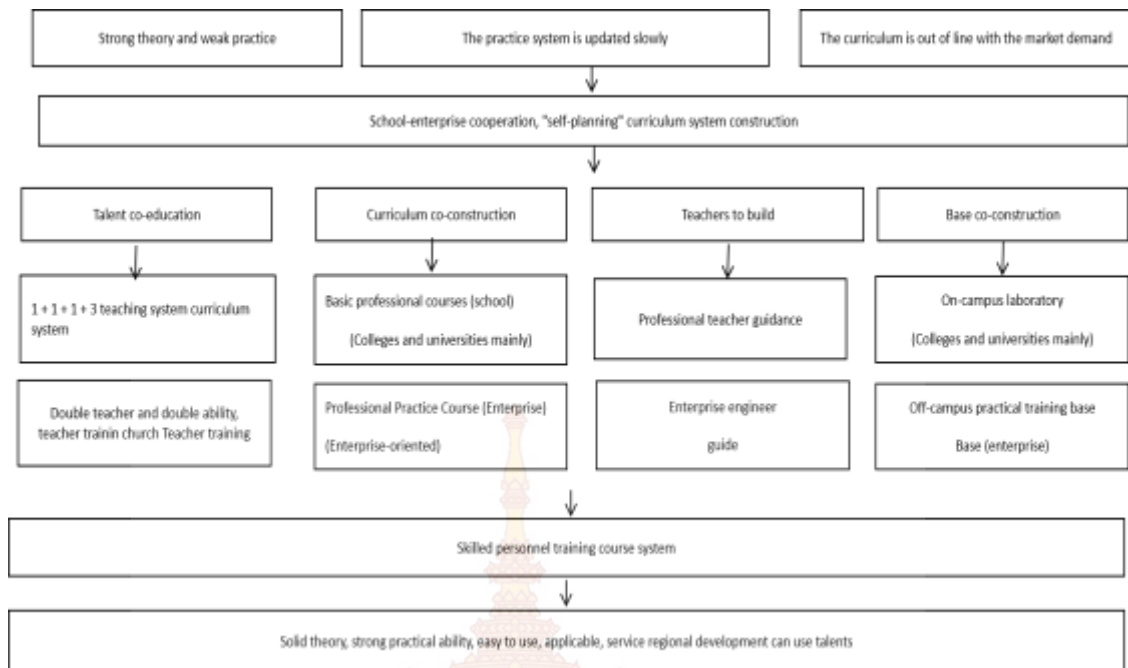 Strong theory and weak practice
The practice system is updated slowly
The curriculum is out of line with the market demand
School-enterprise cooperation, "self-planning" curriculum system construction
Talent co-education
Curriculum co-construction
Teachers to build
Base co-construction
1 + 1 + 1 + 3 teaching system curriculum
system
Basic professional courses (school)
(Colleges and universities mainly)
Professional teacher guidance
On-campus laboratory
(Colleges and universities mainly)
Double teacher and double ability,
teacher trainin church Teacher training
Professional Practice Course (Enterprise)
(Enterprise-oriented)
Enterprise engineer
guide
Off-campus practical training base
Base (enterprise)
Skilled personnel training course system
Solid theory, strong practical ability, easy to use, applicable, service regional development can use talents